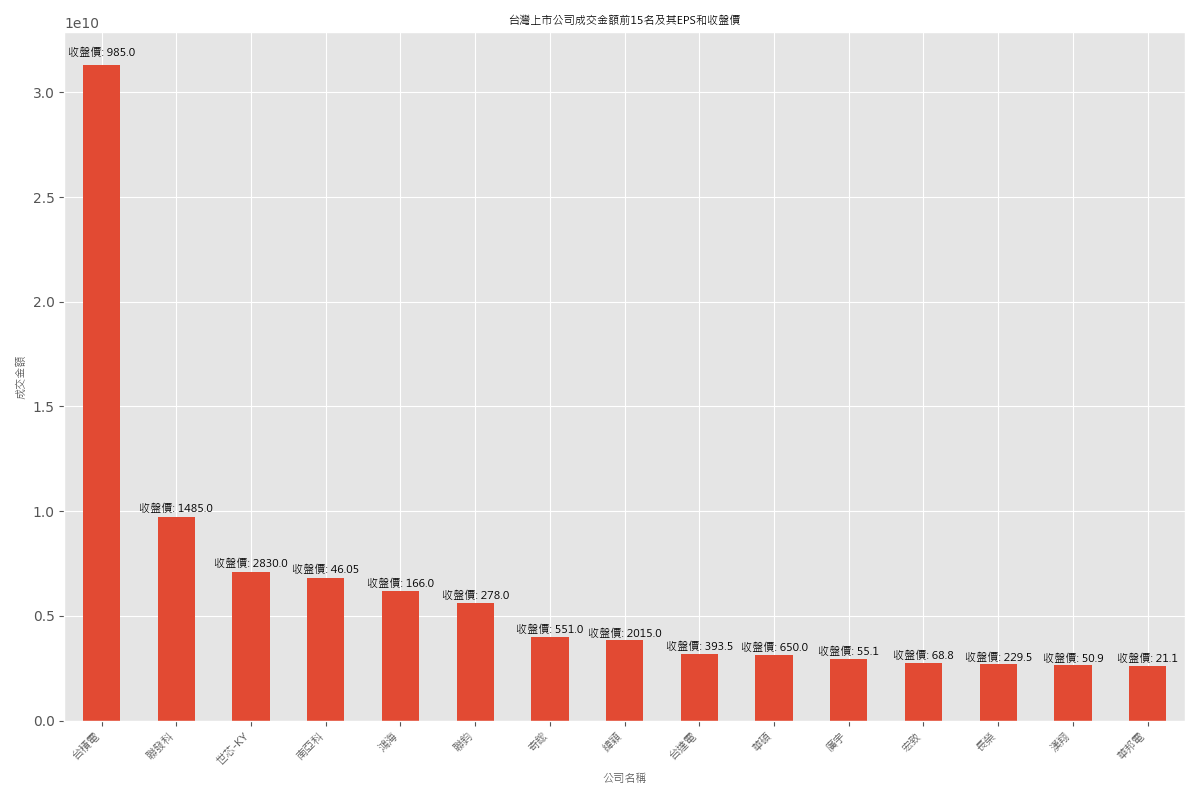 台灣上市公司成交金額前15名及其EPS和收盤價
1e10
收盤價: 985.0
3.0
2.5
2.0
1.5
1.0
0.5
0.0
成交金額
收盤價: 1485.0
收盤價: 2830.0
收盤價: 46.05
收盤價: 166.0
收盤價: 278.0
收盤價: 551.0
收盤價: 2015.0
收盤價: 393.5
收盤價: 650.0
收盤價: 55.1
收盤價: 68.8
收盤價: 229.5
收盤價: 50.9
收盤價: 21.1
台積電
聯發科
世芯-KY
南亞科
鴻海
聯鈞
奇鋐
緯穎
台達電
華碩
廣宇
宏致
長榮
漢翔
華邦電
公司名稱